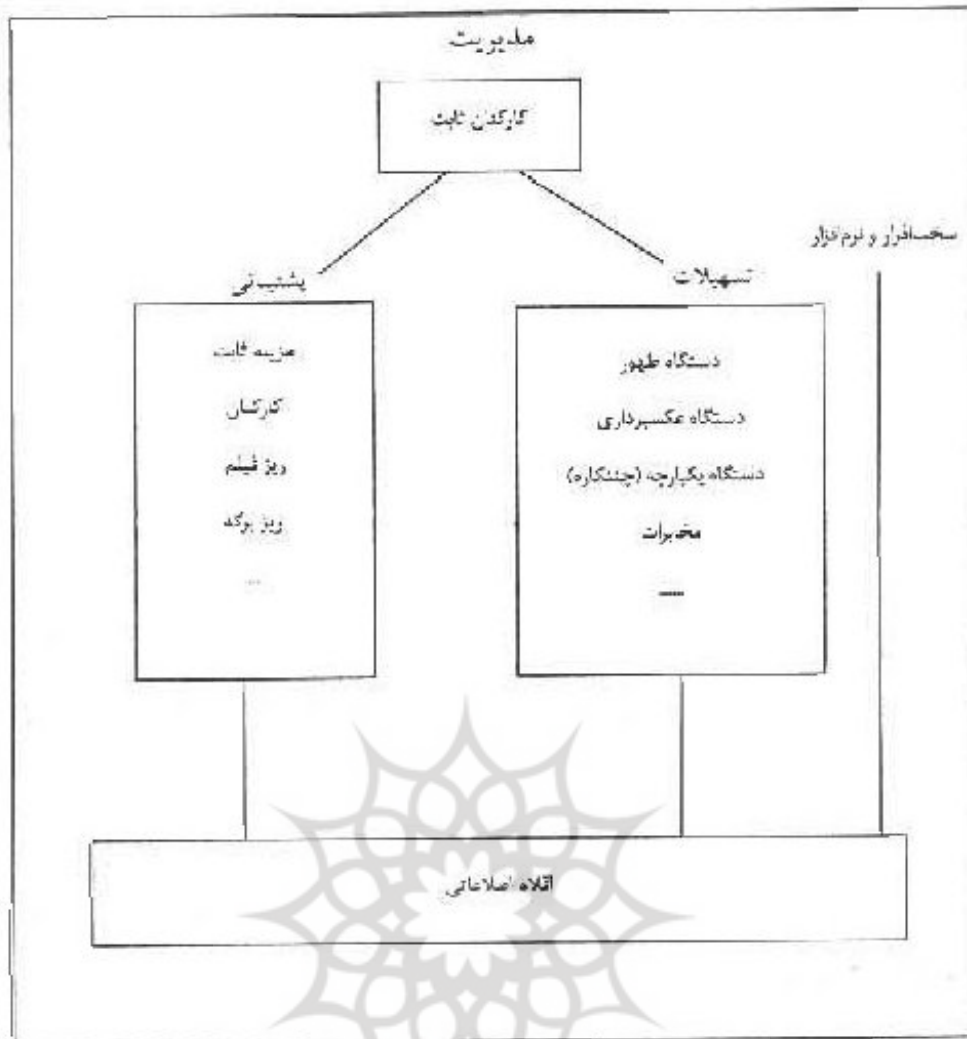 مدیریت
کارکنان ثابت
سخت‌افزار و نرم‌افزار
تسهیلات
دستگاه ظهور
دستگاه عکسبرداری
دستگاه یکپارچه (چندکاره)
مخابرات
......
پشتیبانی
هزینه ثابت
کارکنان
ریز فیلم
ریز برگه
...
اقلام اطلاعاتی